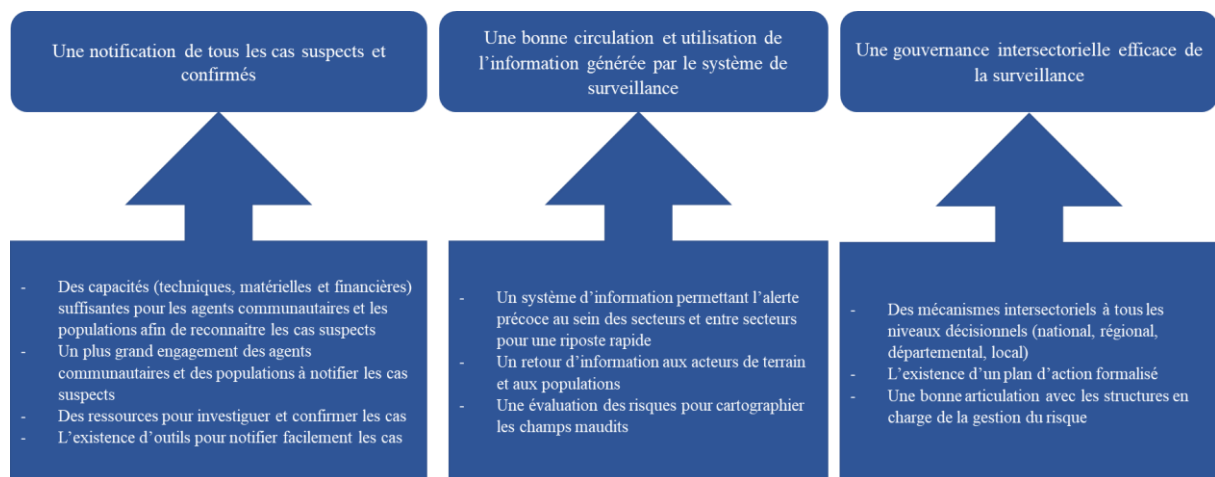 Une notification de tous les cas suspects et
confirmés
Une bonne circulation et utilisation de
l’information générée par le système de
surveillance
Une gouvernance intersectorielle efficace de
la surveillance
- Des capacités (techniques, matérielles et financières)
suffisantes pour les agents communautaires et les
populations afin de reconnaitre les cas suspects
- Un plus grand engagement des agents
communautaires et des populations à notifier les cas
suspects
- Des ressources pour investiguer et confirmer les cas
- L’existence d’outils pour notifier facilement les cas
- Un système d’information permettant l’alerte
précoce au sein des secteurs et entre secteurs
pour une riposte rapide
- Un retour d’information aux acteurs de terrain
et aux populations
- Une évaluation des risques pour cartographier
les champs maudits
- Des mécanismes intersectoriels à tous les
niveaux décisionnels (national, régional,
départemental, local)
- L’existence d’un plan d’action formalisé
- Une bonne articulation avec les structures en
charge de la gestion du risque